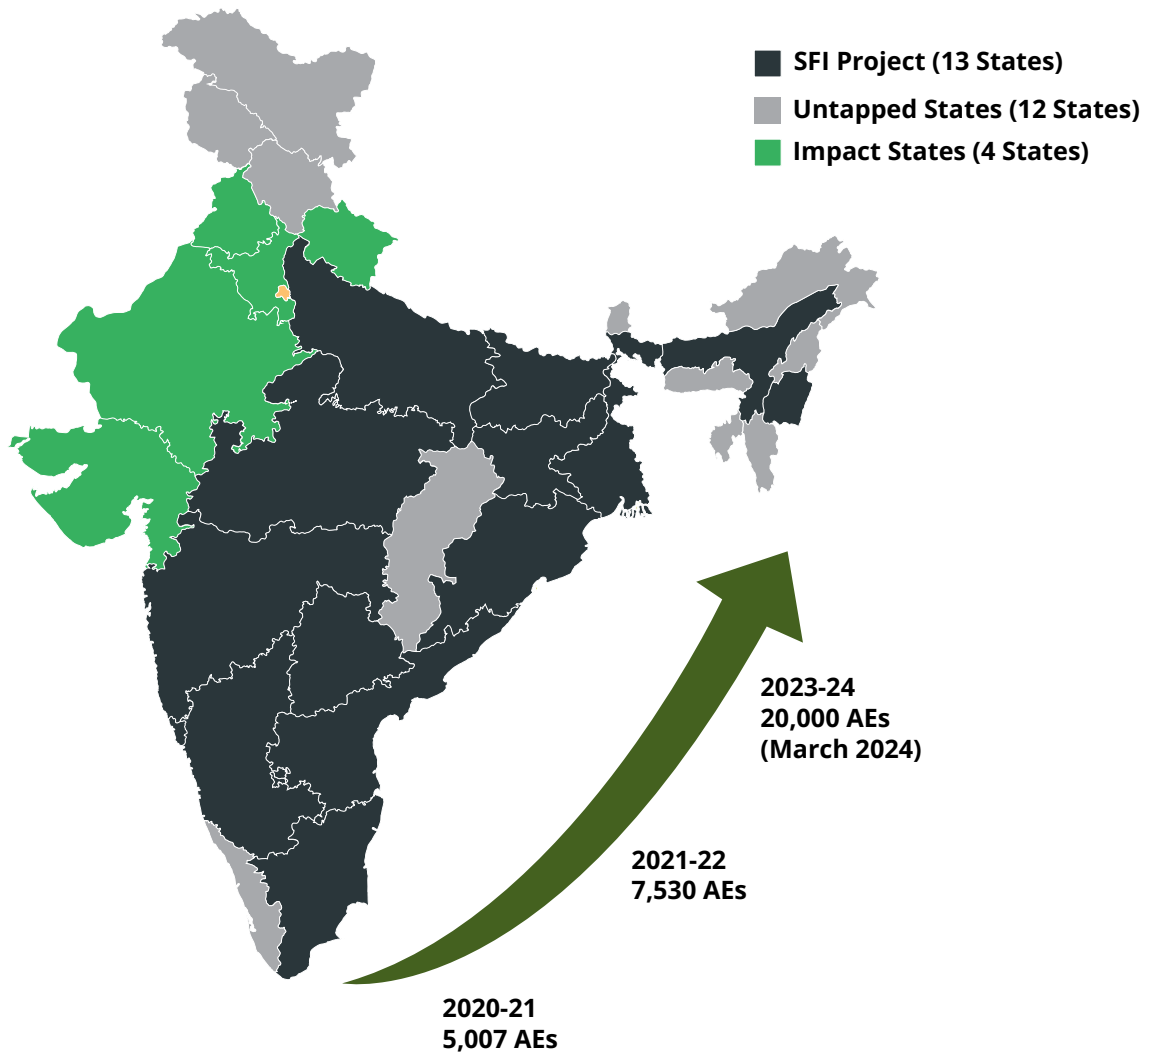 SFI Project (13 States)
Untapped States (12 States)
Impact States (4 States)
2023-24
20,000 AEs
(March 2024)
2021-22
7,530 AEs
2020-21
5,007 AEs